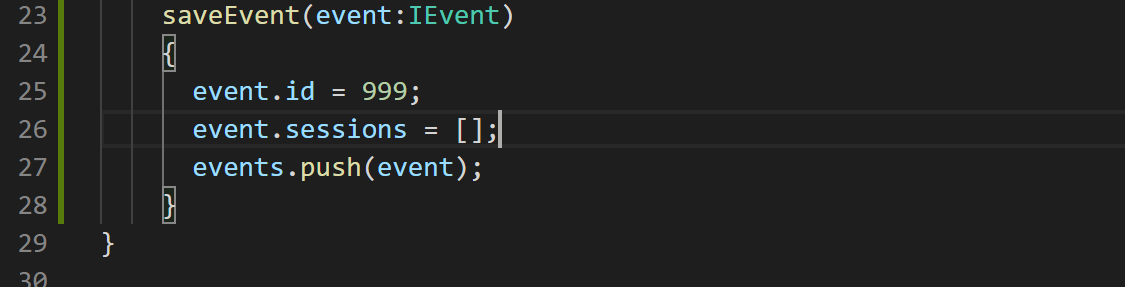 23 saveEvent(event:IEvent)
24 {
25 event.id = 999;
26 event.sessions = [];
27 events.push(event);
28 }
29 }
30